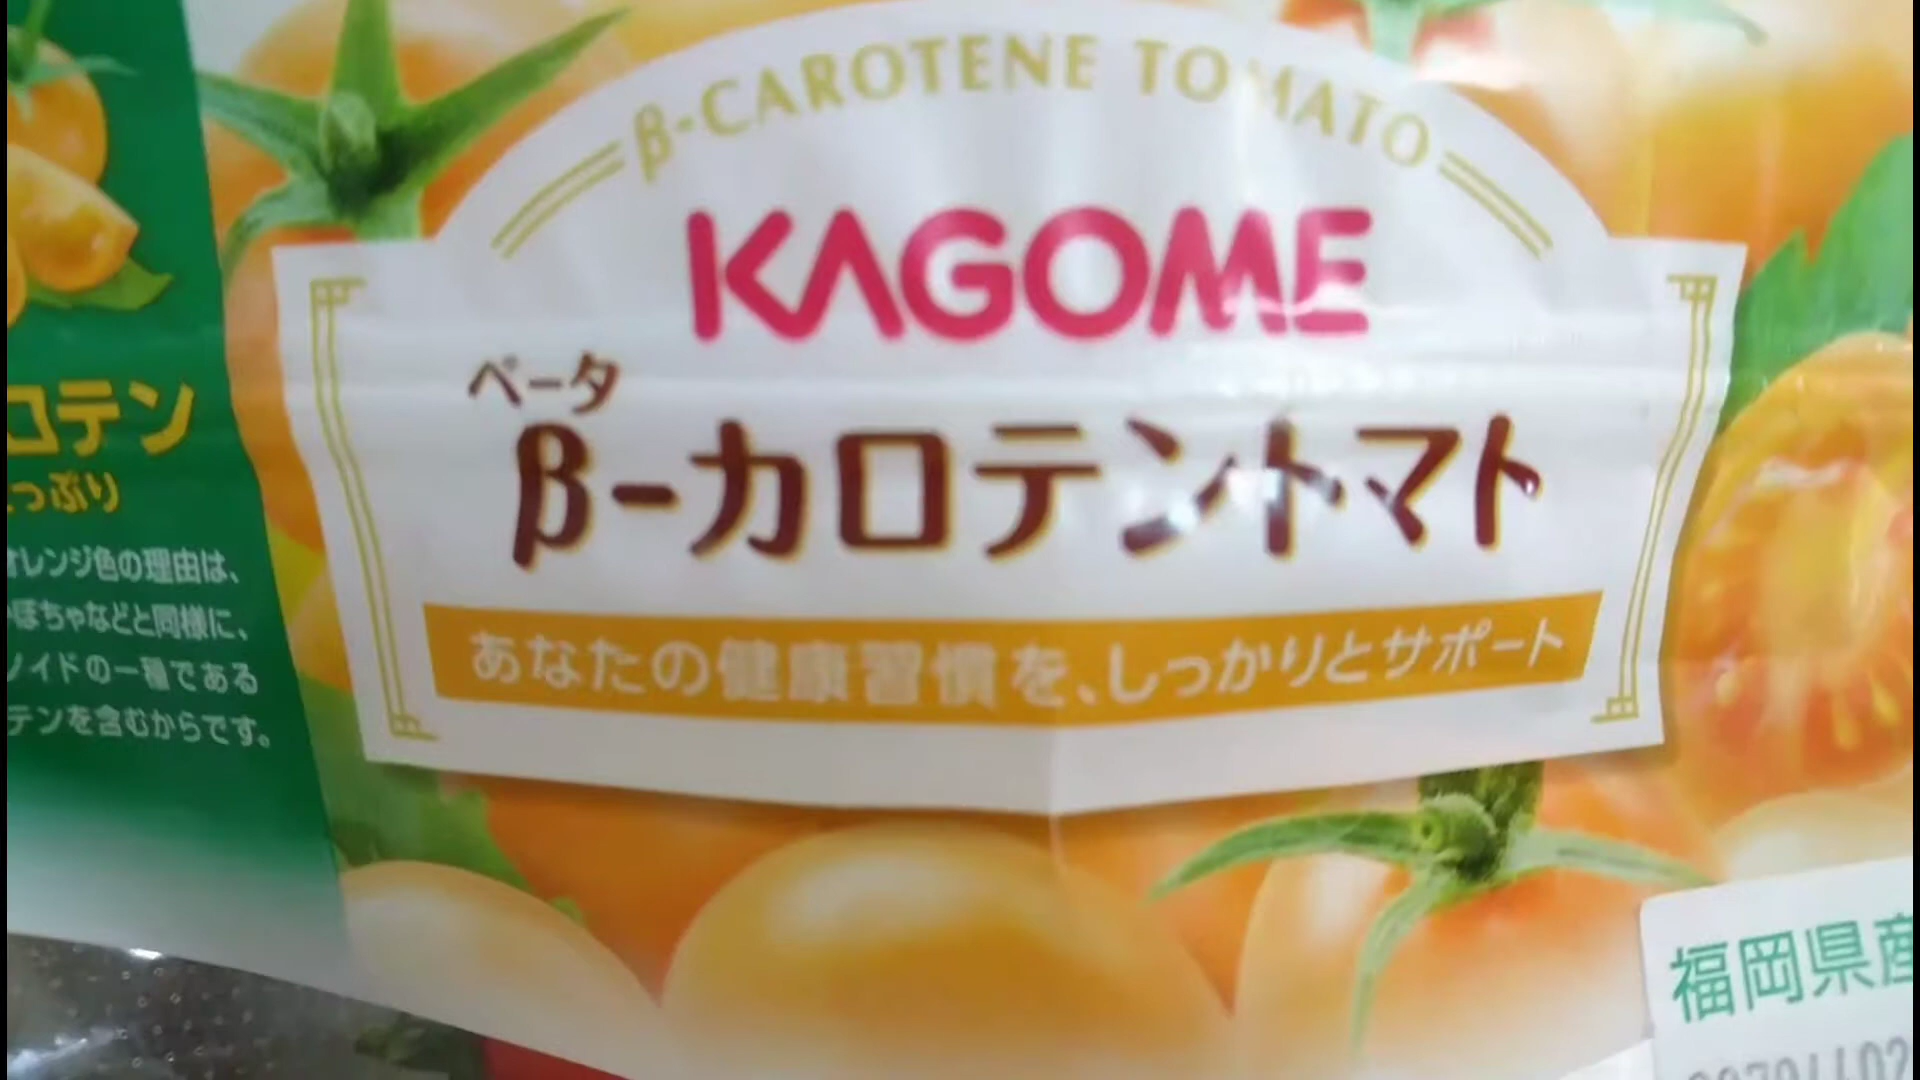 β-CAROTENE TOMATO
KAGOME
ベータ
β-カロテントマト
あなたの健康習慣を、しっかりとサポート
ロテン
っぷり
オレンジ色の理由は、
ぼちゃなどと同様に、
ノイドの一種である
テンを含むからです。
福岡県産